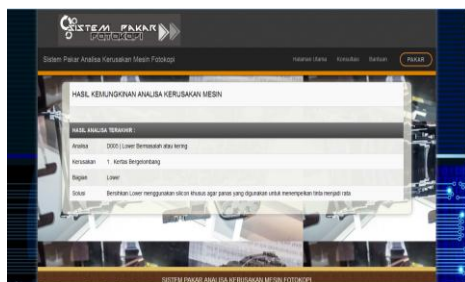 SISTEM PAKAR
FOTOKOPI
Sistem Pakar Analisa Kerusakan Mesin Fotokopi
Halaman Utama Konsultasi Bantuan PAKAR
HASIL KEMUNGKINAN ANALISA KERUSAKAN MESIN
HASIL ANALISA TERAKHIR :
Analisa D005 | Lower Bermasalah atau kering
Kerusakan 1. Kertas Bergelombang
Bagian Lower
Solusi Bersihkan Lower menggunakan silicon khusus agar panas yang digunakan untuk menempelkan tinta menjadi rata
SISTEM PAKAR ANALISA KERUSAKAN MESIN FOTOKOPI